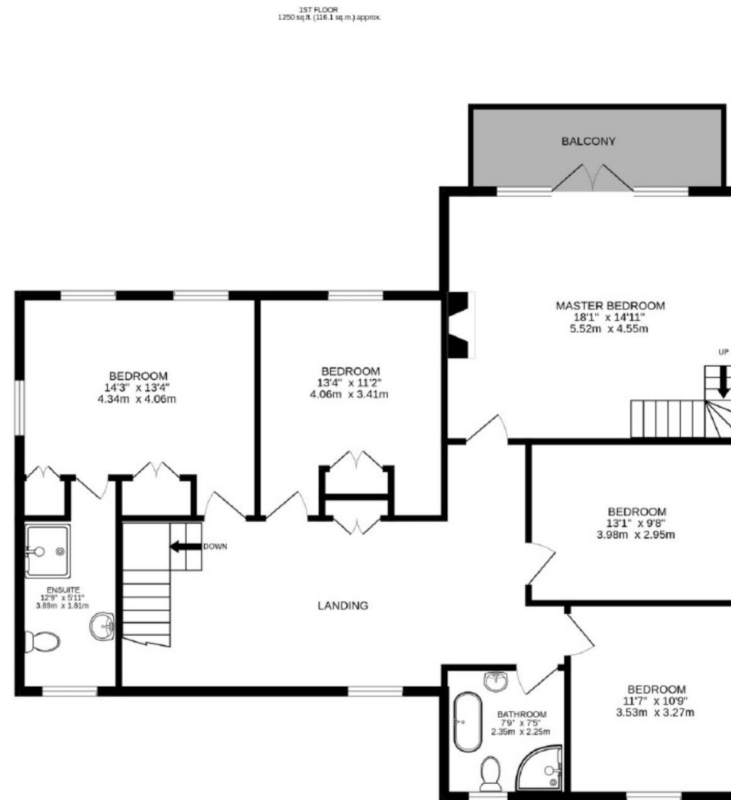 1ST FLOOR
1250 sq.ft. (116.1 sq.m.) approx.
BALCONY
MASTER BEDROOM
18'1" x 14'11"
5.52m x 4.55m
UP
BEDROOM
14'3" x 13'4"
4.34m x 4.06m
BEDROOM
13'4" x 11'2"
4.06m x 3.41m
BEDROOM
13'1" x 9'8"
3.98m x 2.95m
DOWN
ENSUITE
12'9" x 5'11"
3.89m x 1.81m
LANDING
BATHROOM
7'9" x 7'5"
2.35m x 2.25m
BEDROOM
11'7" x 10'9"
3.53m x 3.27m